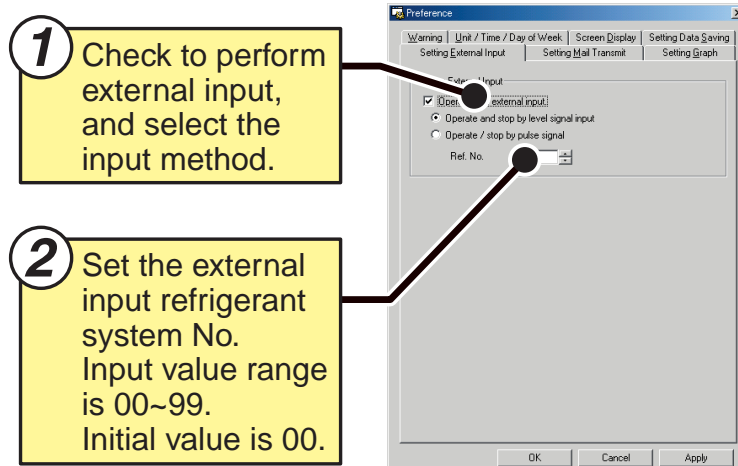 1
Check to perform
external input,
and select the
input method.
2
Set the external
input refrigerant
system No.
Input value range
is 00~99.
Initial value is 00.
Preference
Warning Unit / Time / Day of Week Screen Display Setting Data Saving
Setting External Input Setting Mail Transmit Setting Graph
Input
external input.
Operate and stop by level signal input
Operate / stop by pulse signal
Ref. No.
OK Cancel Apply